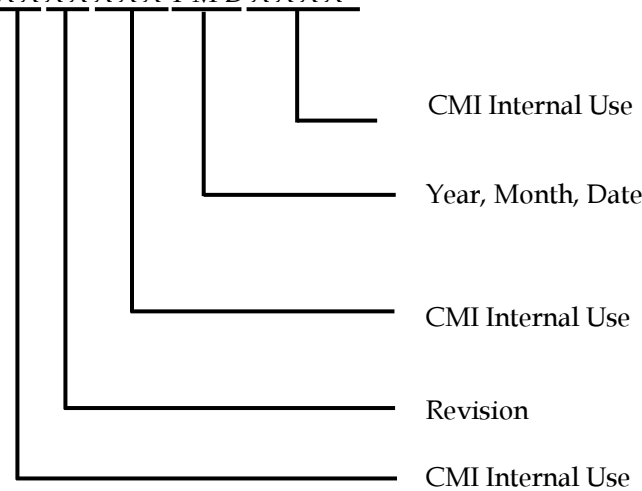 CMI Internal Use
Year, Month, Date
CMI Internal Use
Revision
CMI Internal Use